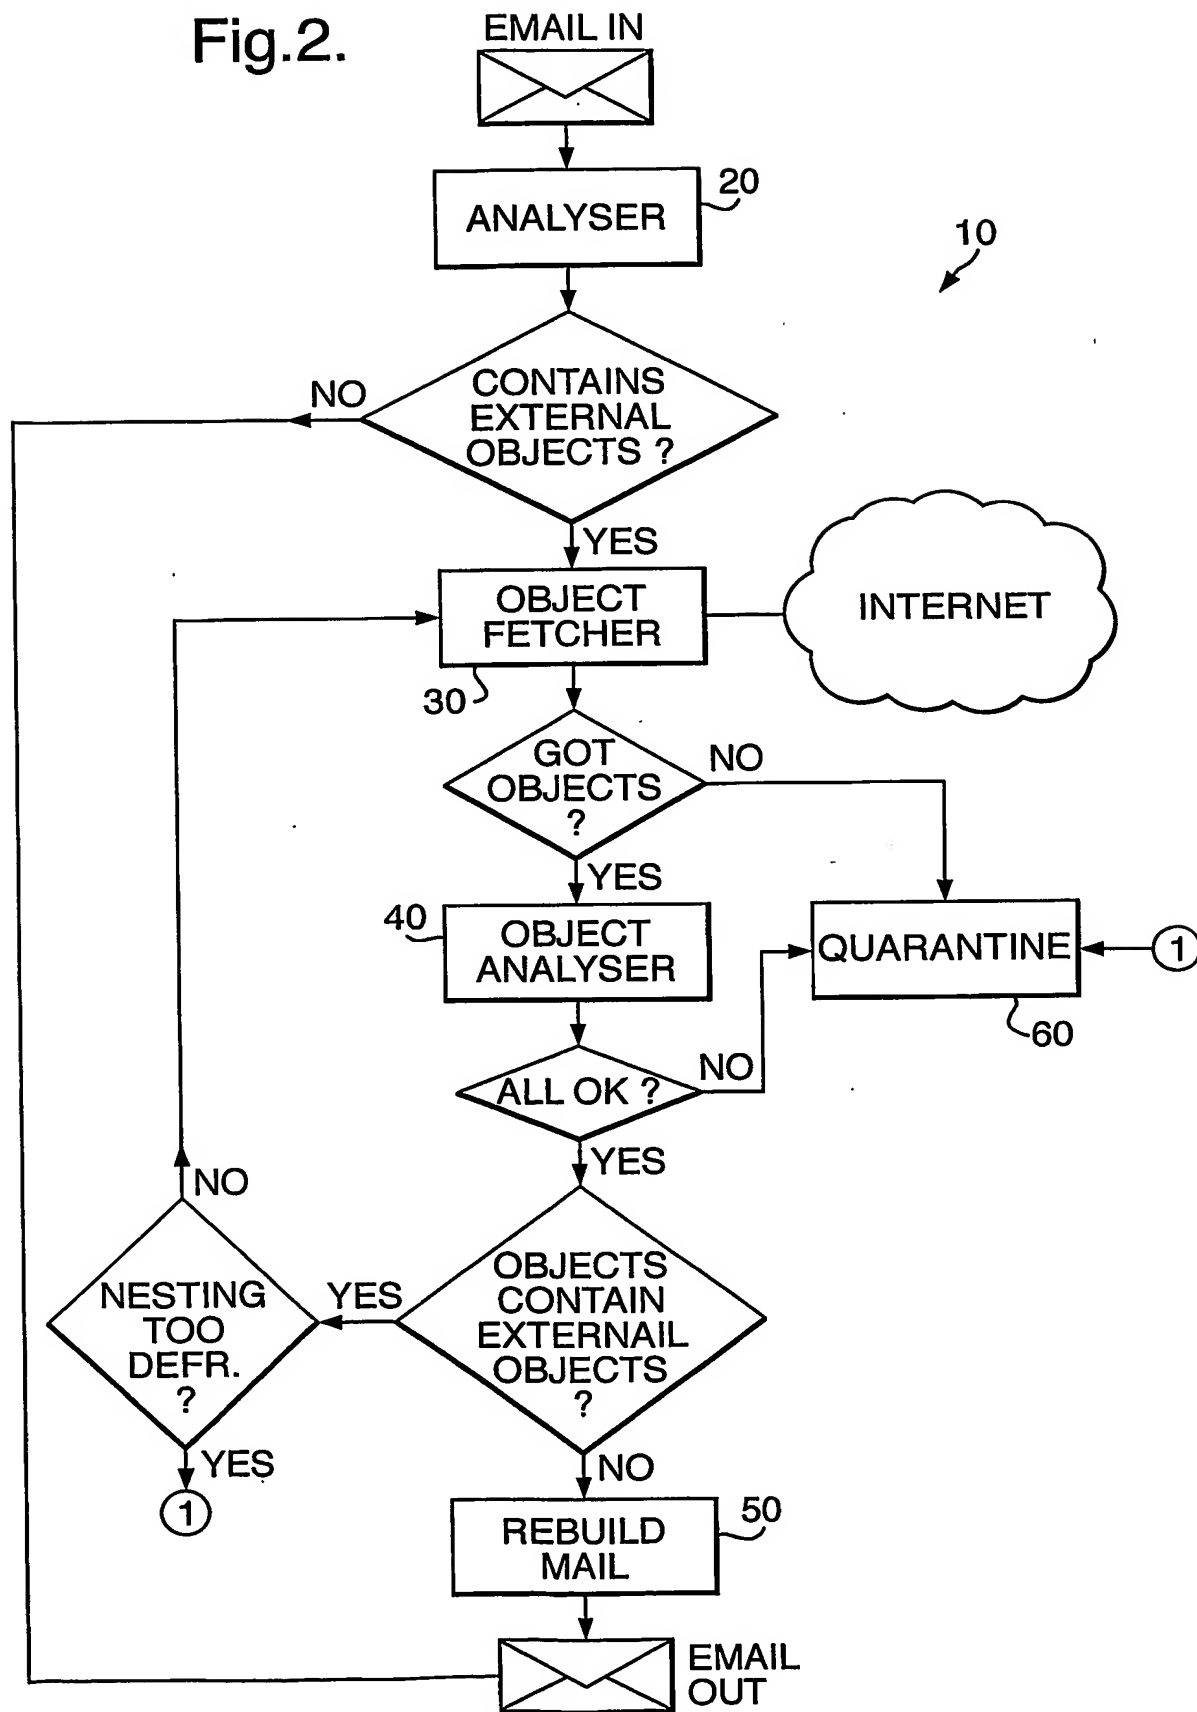 Fig.2.
EMAIL IN
ANALYSER
20
10
CONTAINS
EXTERNAL
OBJECTS ?
NO
YES
OBJECT
FETCHER
30
INTERNET
GOT
OBJECTS
?
NO
YES
40
OBJECT
ANALYSER
QUARANTINE
1
60
ALL OK ?
NO
YES
NO
NESTING
TOO
DEFR.
?
YES
OBJECTS
CONTAIN
EXTERNAIL
OBJECTS
?
YES
1
NO
REBUILD
MAIL
50
EMAIL
OUT